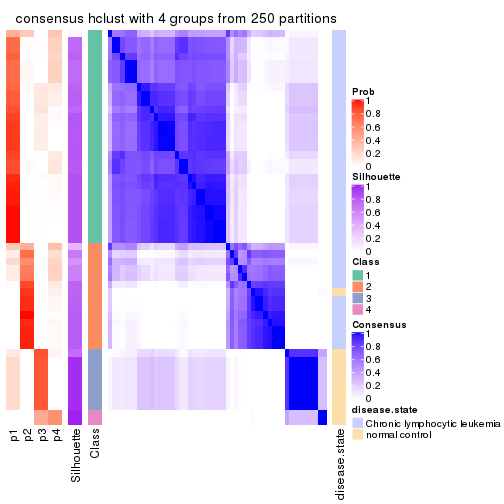 consensus hclust with 4 groups from 250 partitions
Prob
1
0.8
0.6
0.4
0.2
0
Silhouette
1
0.8
0.6
0.4
0.2
0
Class
1
2
3
4
Consensus
1
0.8
0.6
0.4
0.2
0
disease.state
Chronic lymphocytic leukemia
normal control
p1
p2
p3
p4
Silhouette
Class
disease.state